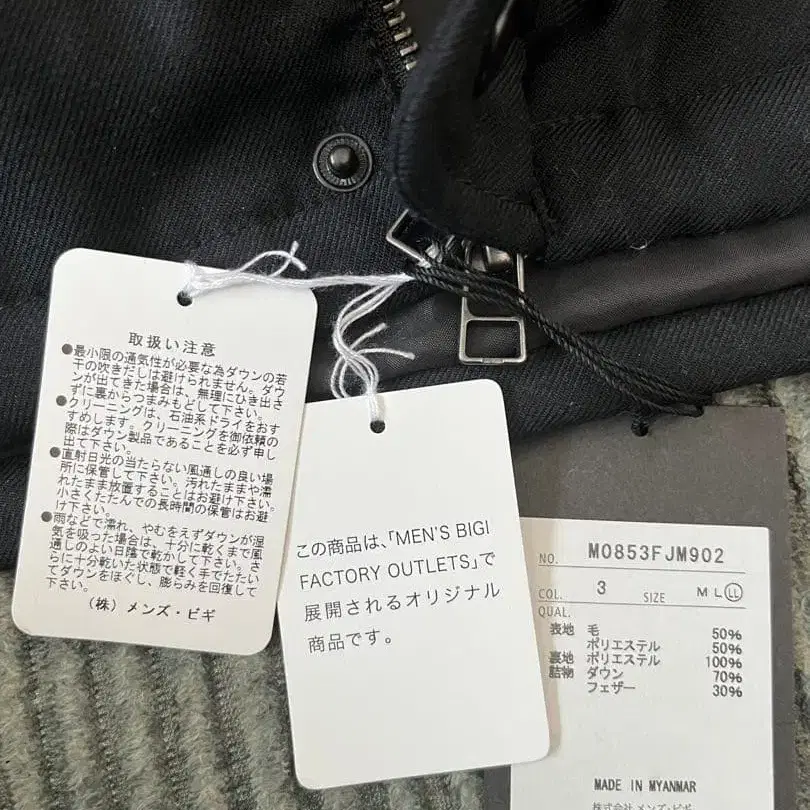 取扱い注意
●最小限の通気性が必要な為ダウンの若
干の吹きだしは避けられません。ダウ
ンが出てきた場合は、無理にひき出さ
ずに裏からつまみもどして下さい。
●クリーニングは、石油系ドライをおす
すめします。クリーニングを御依頼の
際はダウン製品であることを必ず申し
出て下さい。
●直射日光の当たらない風通しの良い場
所に保管して下さい。汚れたままや濡
れたまま放置することはお避け下さい。
小さくたたんでの長時間の保管はお避
け下さい。
●雨などで濡れ、やむをえずダウンが湿
気を吸った場合は、十分に乾くまで風
通しのよい日陰で乾かして下さい。さ
らに十分乾いた状態で軽く手でたたい
てダウンをほぐし、膨らみを回復して
下さい。
(株) メンズ・ビギ
この商品は、「MEN'S BIGI
FACTORY OUTLETS」で
展開されるオリジナル
商品です。
NO. M0853FJM902
COL. 3 SIZE M L LL
QUAL.
表地 毛 50%
ポリエステル 50%
裏地 ポリエステル 100%
詰物 ダウン 70%
フェザー 30%
MADE IN MYANMAR
株式会社 メンズ・ビギ